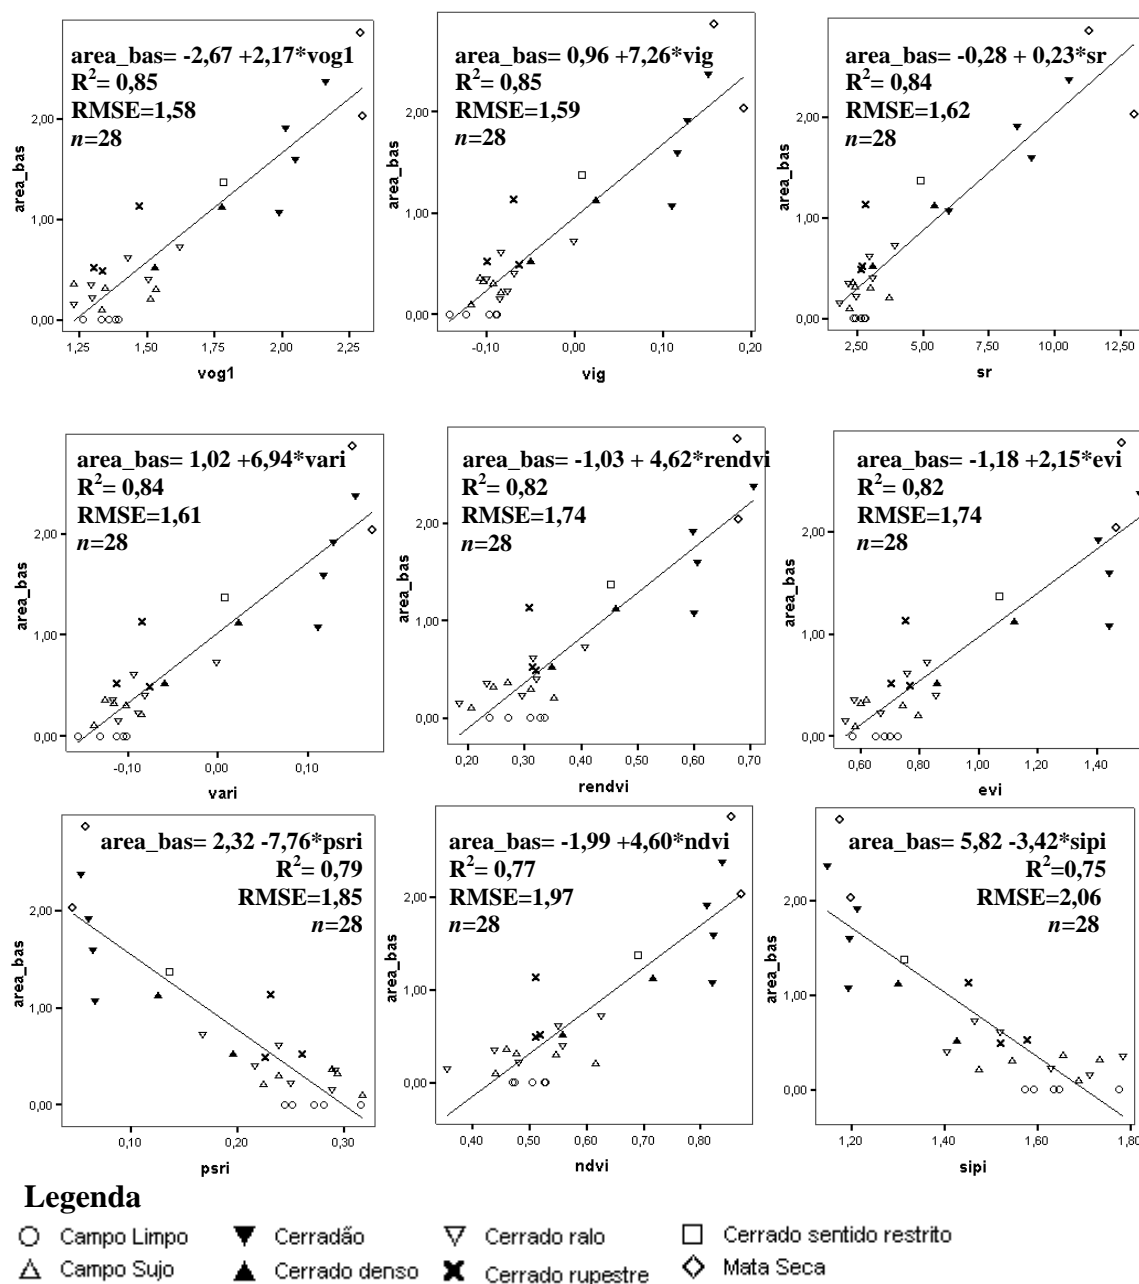 area_bas= -2,67 +2,17*vog1
R²= 0,85
RMSE=1,58
n=28
area_bas
2,00
1,00
0,00
1,25
1,50
1,75
2,00
2,25
vog1
area_bas= 0,96 +7,26*vig
R²= 0,85
RMSE=1,59
n=28
area_bas
2,00
1,00
0,00
-0,10
0,00
0,10
0,20
vig
area_bas= -0,28 + 0,23*sr
R²= 0,84
RMSE=1,62
n=28
area_bas
2,00
1,00
0,00
2,50
5,00
7,50
10,00
12,50
sr
area_bas= 1,02 +6,94*vari
R²= 0,84
RMSE=1,61
n=28
area_bas
2,00
1,00
0,00
-0,10
0,00
0,10
vari
area_bas= -1,03 + 4,62*rendvi
R²= 0,82
RMSE=1,74
n=28
area_bas
2,00
1,00
0,00
0,20
0,30
0,40
0,50
0,60
0,70
rendvi
area_bas= -1,18 +2,15*evi
R²= 0,82
RMSE=1,74
n=28
area_bas
2,00
1,00
0,00
0,60
0,80
1,00
1,20
1,40
evi
area_bas= 2,32 -7,76*psri
R²= 0,79
RMSE=1,85
n=28
area_bas
2,00
1,00
0,00
0,10
0,20
0,30
psri
area_bas= -1,99 +4,60*ndvi
R²= 0,77
RMSE=1,97
n=28
area_bas
2,00
1,00
0,00
0,40
0,50
0,60
0,70
0,80
ndvi
area_bas= 5,82 -3,42*sipi
R²=0,75
RMSE=2,06
n=28
area_bas
2,00
1,00
0,00
1,20
1,40
1,60
1,80
sipi
Legenda
Campo Limpo
Cerradão
Cerrado ralo
Cerrado sentido restrito
Campo Sujo
Cerrado denso
Cerrado rupestre
Mata Seca